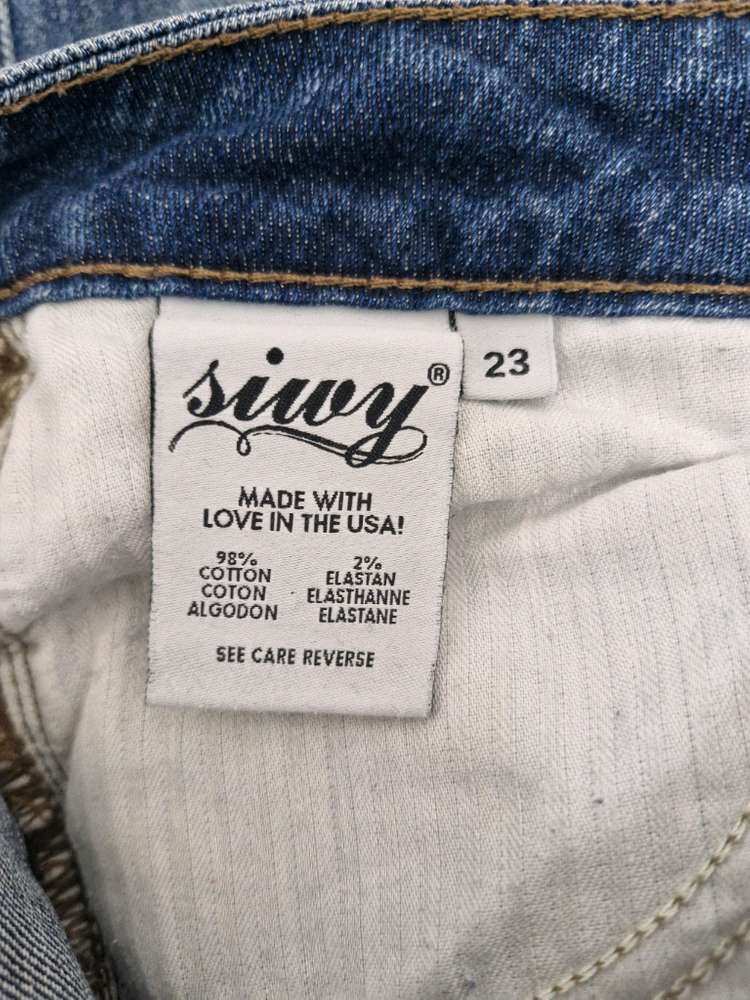 siwy®
23
MADE WITH
LOVE IN THE USA!
98%
COTTON
COTON
ALGODON
2%
ELASTAN
ELASTHANNE
ELASTANE
SEE CARE REVERSE